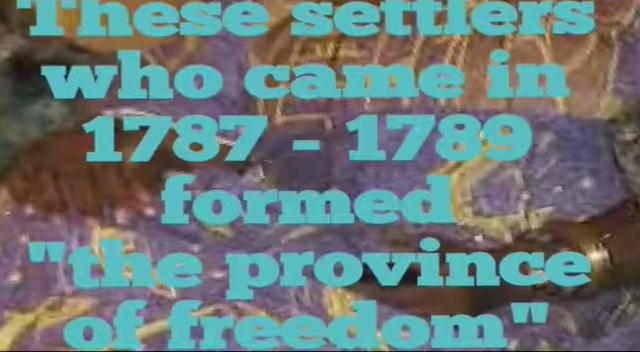 These settlers
who came in
1787 - 1789
formed
"the province
of freedom"